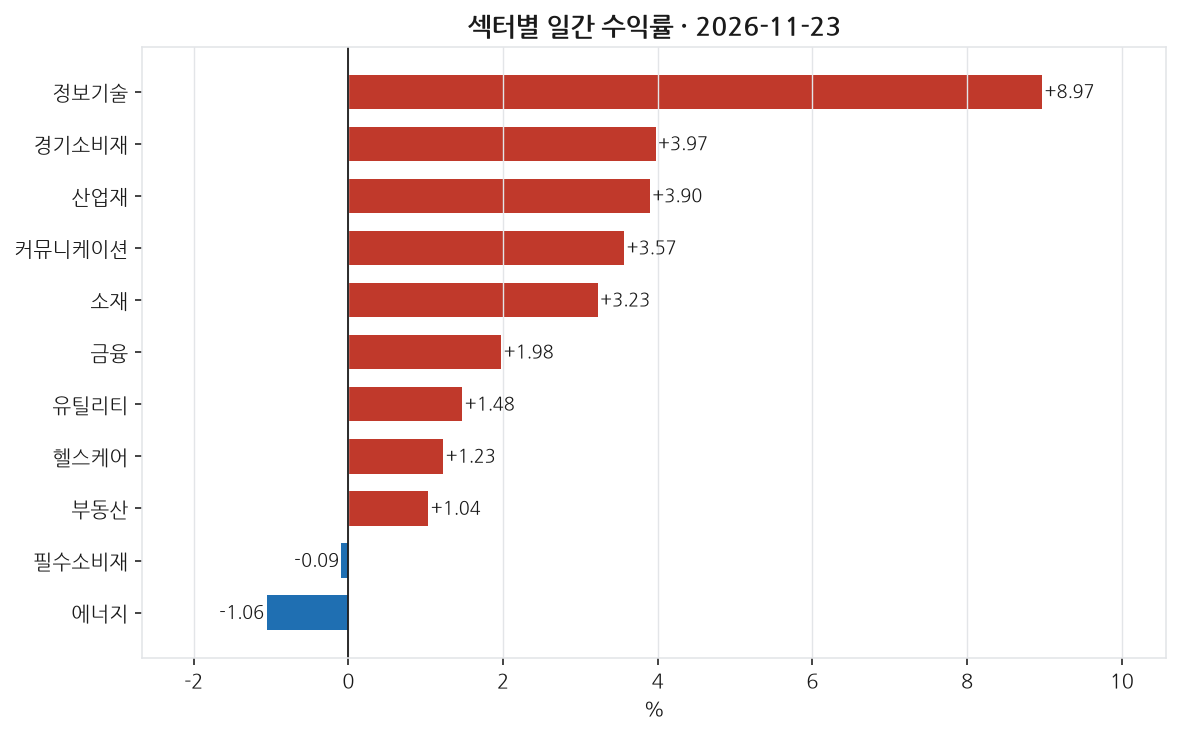 섹터별 일간 수익률 · 2026-11-23
정보기술 +8.97
경기소비재 +3.97
산업재 +3.90
커뮤니케이션 +3.57
소재 +3.23
금융 +1.98
유틸리티 +1.48
헬스케어 +1.23
부동산 +1.04
필수소비재 -0.09
에너지 -1.06
-2 0 2 4 6 8 10
%